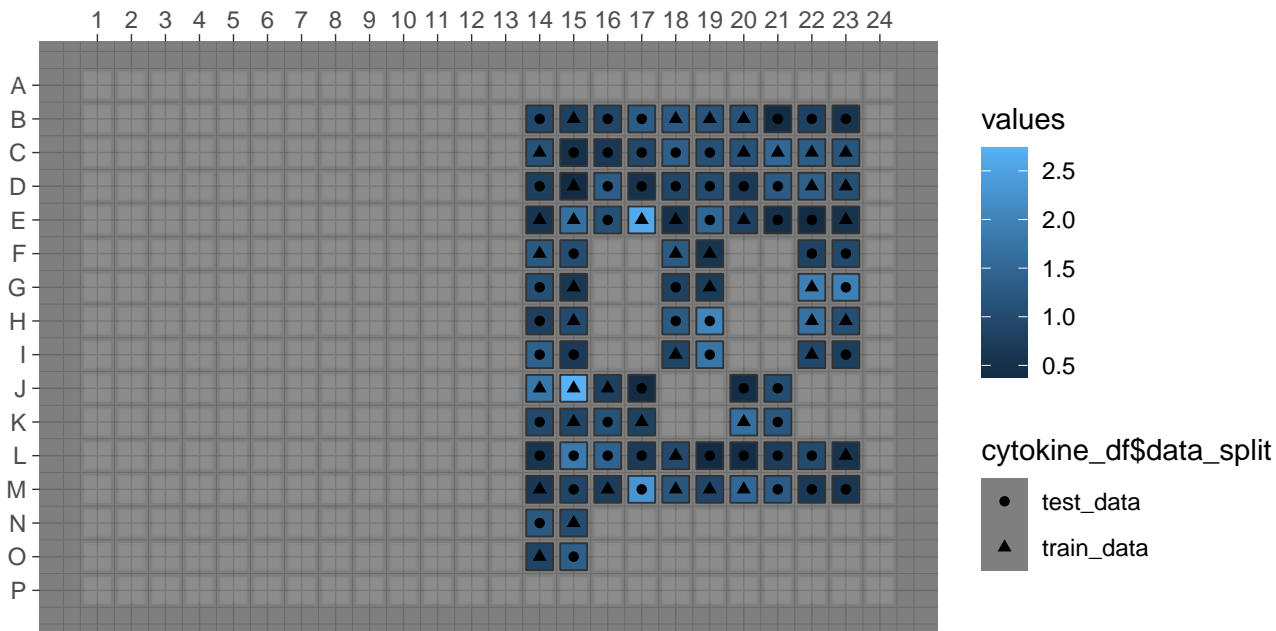 1 2 3 4 5 6 7 8 9 10 11 12 13 14 15 16 17 18 19 20 21 22 23 24
A
B
C
D
E
F
G
H
I
J
K
L
M
N
O
P
values
2.5
2.0
1.5
1.0
0.5
cytokine_df$data_split
test_data
train_data